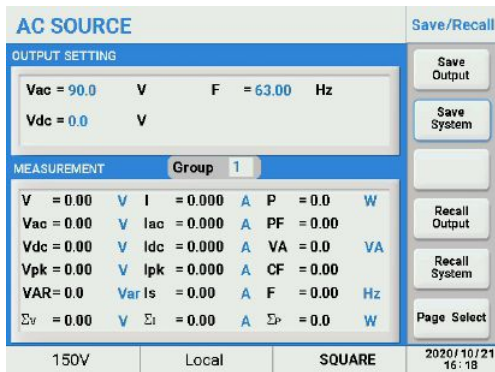 AC SOURCE
Save/Recall
OUTPUT SETTING
Vac = 90.0 V F = 63.00 Hz
Vdc = 0.0 V
Save Output
Save System
MEASUREMENT Group 1
V = 0.00 V I = 0.000 A P = 0.0 W
Vac = 0.00 V Iac = 0.000 A PF = 0.00
Vdc = 0.00 V Idc = 0.000 A VA = 0.0 VA
Vpk = 0.00 V Ipk = 0.000 A CF = 0.00
VAR= 0.0 Var Is = 0.00 A F = 0.00 Hz
Σv = 0.00 V ΣI = 0.00 A ΣP = 0.0 W
Recall Output
Recall System
Page Select
150V Local SQUARE
2020/10/21
16:18